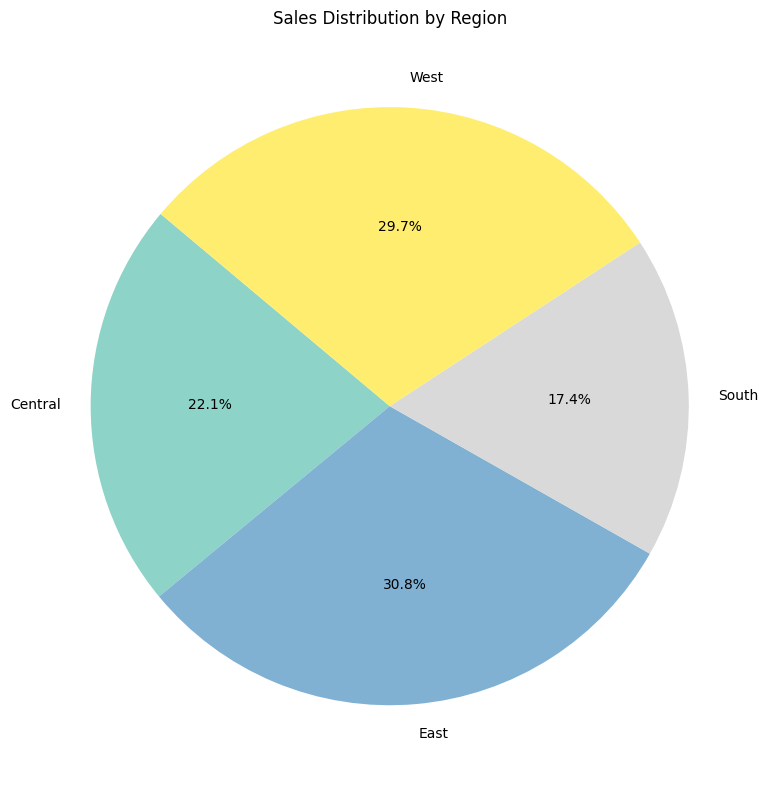 Sales Distribution by Region
West
29.7%
Central
22.1%
17.4%
South
30.8%
East